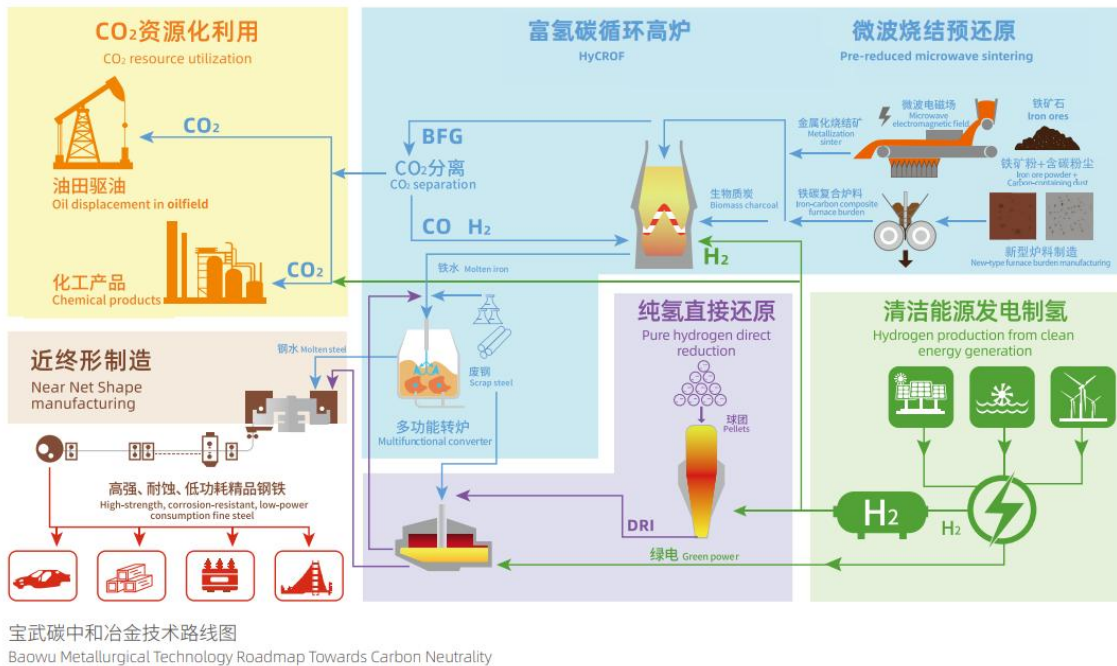 CO₂资源化利用
CO₂ resource utilization
CO₂
油田驱油
Oil displacement in oilfield
CO₂
化工产品
Chemical products
富氢碳循环高炉
HyCROF
BFG
CO₂分离
CO₂ separation
CO H₂
生物质炭
Biomass charcoal
H₂
铁水 Molten iron
微波烧结预还原
Pre-reduced microwave sintering
微波电磁场
Microwave
electromagnetic field
金属化烧结矿
Metallization
sinter
铁矿石
Iron ores
铁矿粉+含碳粉尘
Iron ore powder +
Carbon-containing dust
铁碳复合炉料
Iron-carbon composite
furnace burden
新型炉料制造
New-type furnace burden manufacturing
钢水 Molten steel
废钢
Scrap steel
多功能转炉
Multifunctional converter
近终形制造
Near Net Shape
manufacturing
高强、耐蚀、低功耗精品钢铁
High-strength, corrosion-resistant, low-power
consumption fine steel
纯氢直接还原
Pure hydrogen direct
reduction
球团
Pellets
DRI
绿电 Green power
清洁能源发电制氢
Hydrogen production from clean
energy generation
H₂
H₂
宝武碳中和冶金技术路线图
Baowu Metallurgical Technology Roadmap Towards Carbon Neutrality